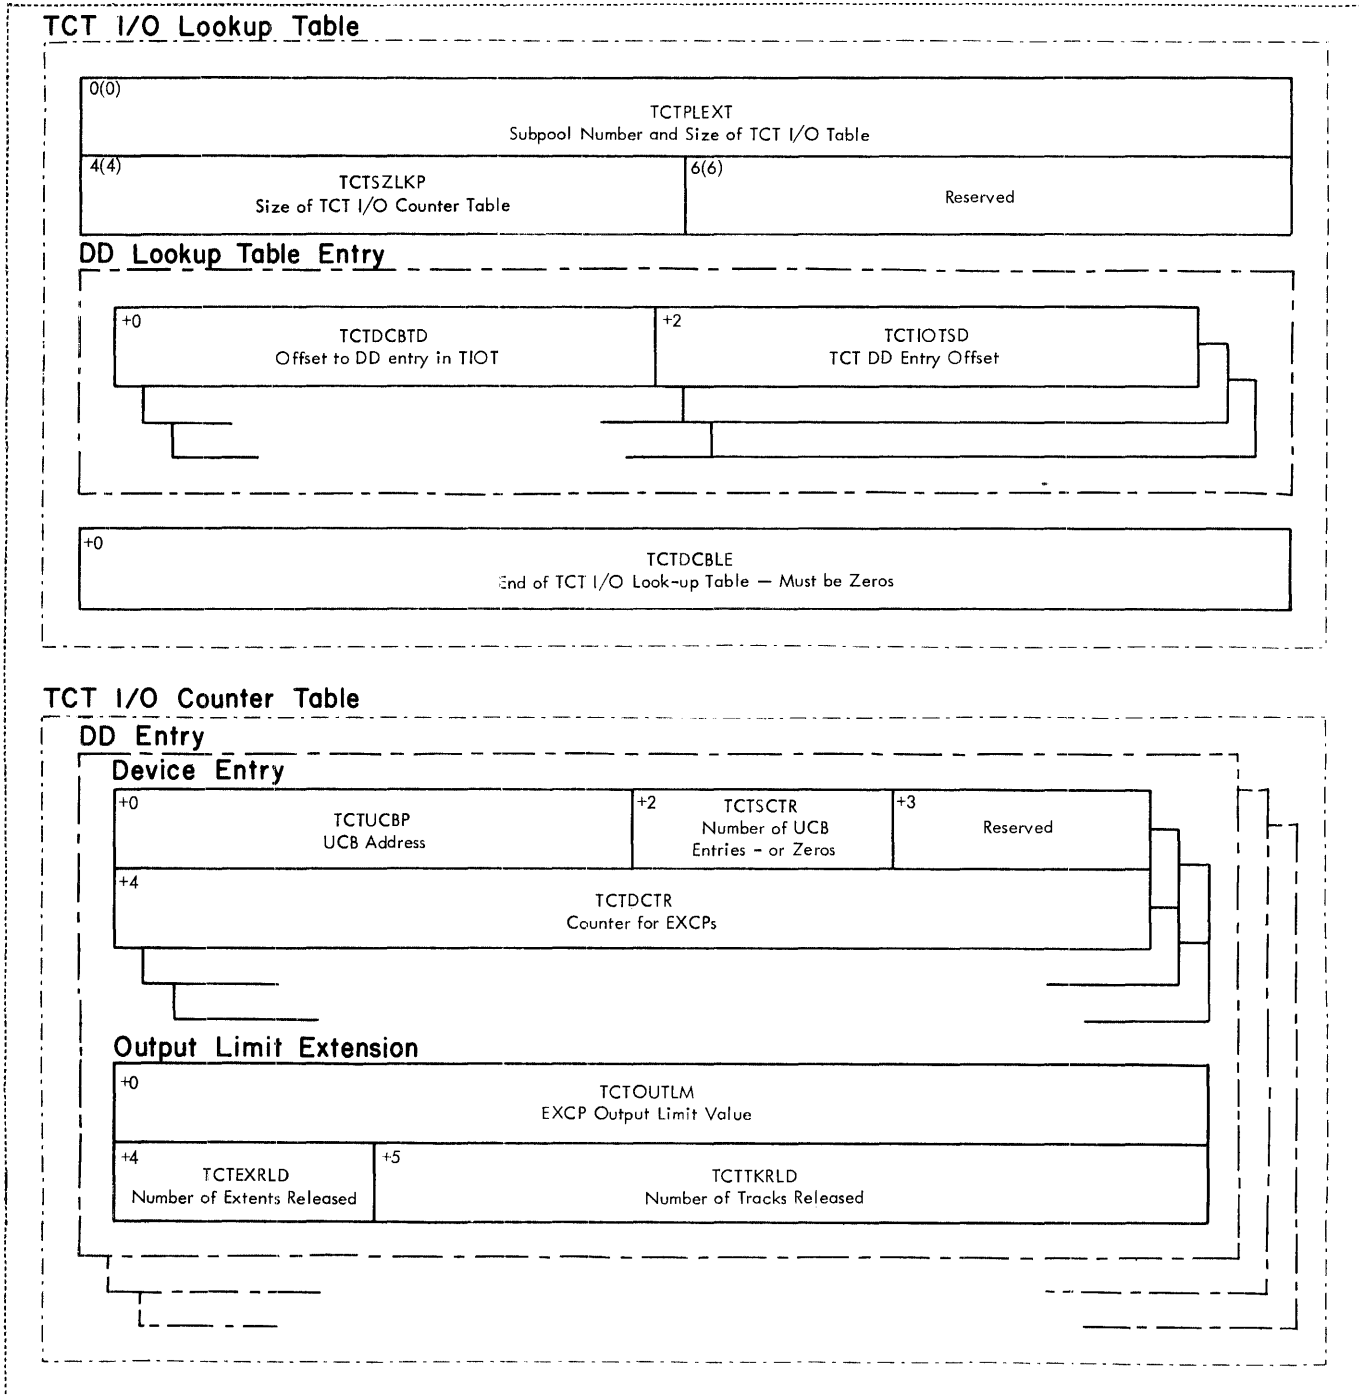 TCT I/O Lookup Table
0(0)
TCTPLEXT
Subpool Number and Size of TCT I/O Table
4(4)
TCTSZLKP
Size of TCT I/O Counter Table
6(6)
Reserved
DD Lookup Table Entry
+0
TCTDCBTD
Offset to DD entry in TIOT
+2
TCTIOTSD
TCT DD Entry Offset
+0
TCTDCBLE
End of TCT I/O Look-up Table — Must be Zeros
TCT I/O Counter Table
DD Entry
Device Entry
+0
TCTUCBP
UCB Address
+2
TCTSCTR
Number of UCB
Entries - or Zeros
+3
Reserved
+4
TCTDCTR
Counter for EXCPs
Output Limit Extension
+0
TCTOUTLM
EXCP Output Limit Value
+4
TCTEXRLD
Number of Extents Released
+5
TCTTKRLD
Number of Tracks Released